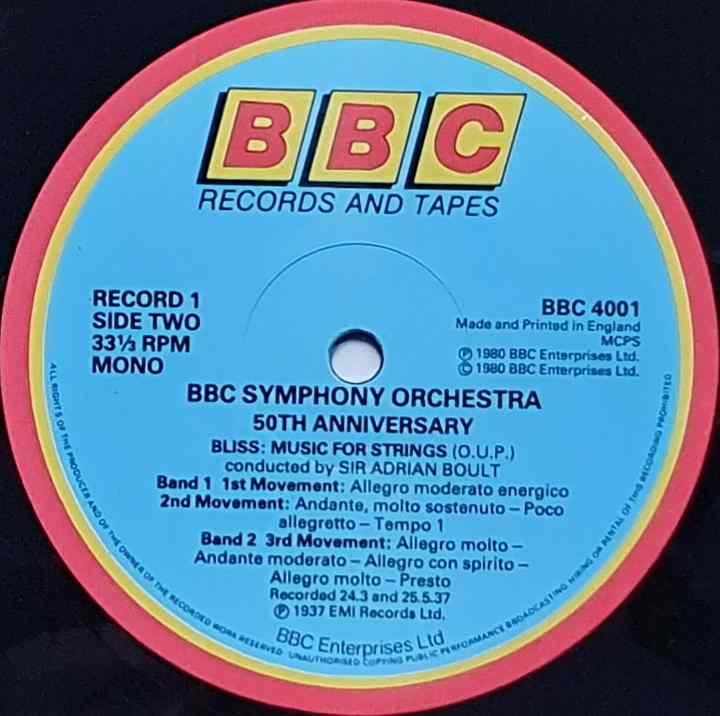 BBC
RECORDS AND TAPES
RECORD 1
SIDE TWO
33⅓ RPM
MONO
BBC 4001
Made and Printed in England
MCPS
Ⓟ 1980 BBC Enterprises Ltd.
© 1980 BBC Enterprises Ltd.
BBC SYMPHONY ORCHESTRA
50TH ANNIVERSARY
BLISS: MUSIC FOR STRINGS (O.U.P.)
conducted by SIR ADRIAN BOULT
Band 1 1st Movement: Allegro moderato energico
2nd Movement: Andante, molto sostenuto – Poco
allegretto – Tempo 1
Band 2 3rd Movement: Allegro molto –
Andante moderato – Allegro con spirito –
Allegro molto – Presto
Recorded 24.3 and 25.5.37
Ⓟ 1937 EMI Records Ltd.
BBC Enterprises Ltd
ALL RIGHTS OF THE PRODUCER AND OF THE OWNER OF THE RECORDED WORK RESERVED · UNAUTHORISED COPYING PUBLIC PERFORMANCE BROADCASTING HIRING OR RENTAL OF THIS RECORDING PROHIBITED